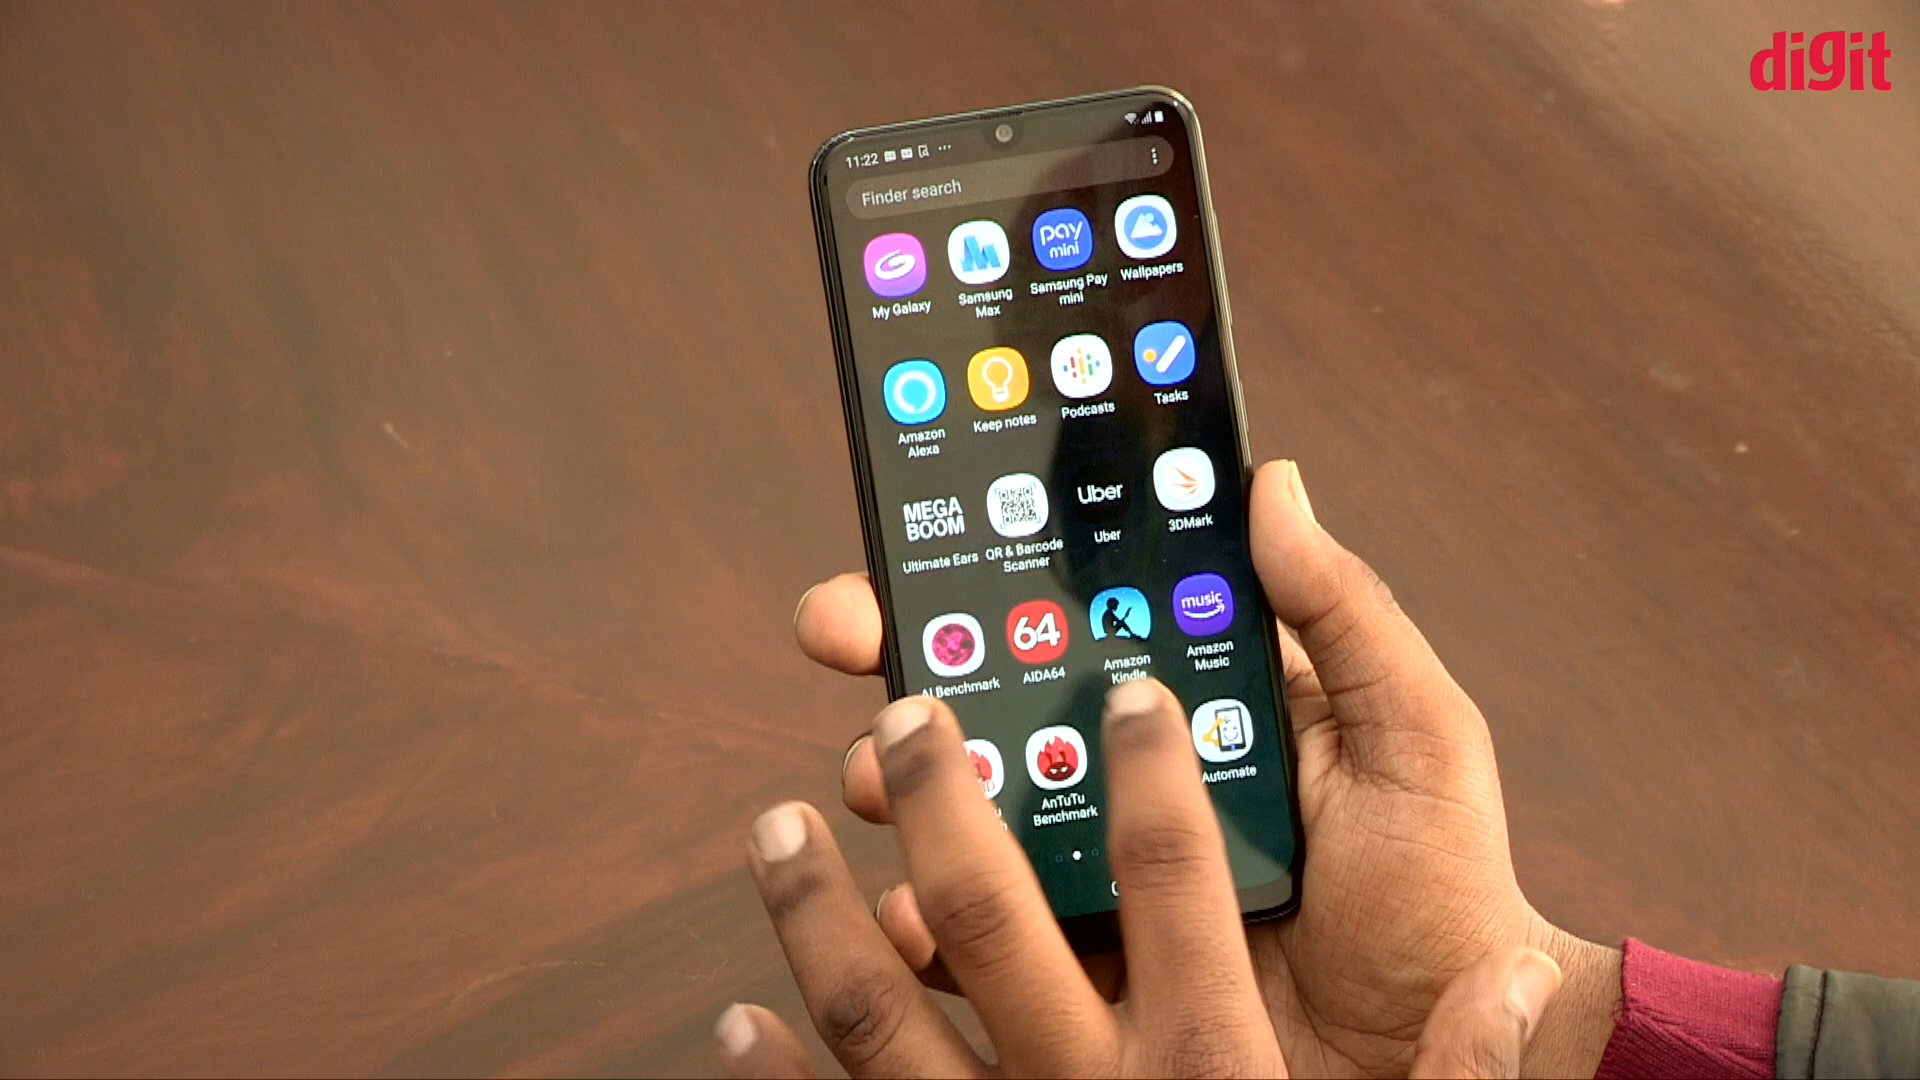 digit
11:22
Finder search
pay
mini
My Galaxy
Samsung
Max
Samsung Pay
mini
Wallpapers
Amazon
Alexa
Keep notes
Podcasts
Tasks
MEGA
BOOM
Uber
Ultimate Ears
QR & Barcode
Scanner
Uber
3DMark
64
music
AI Benchmark
AIDA64
Amazon
Kindle
Amazon
Music
AnTuTu
Benchmark
Automate